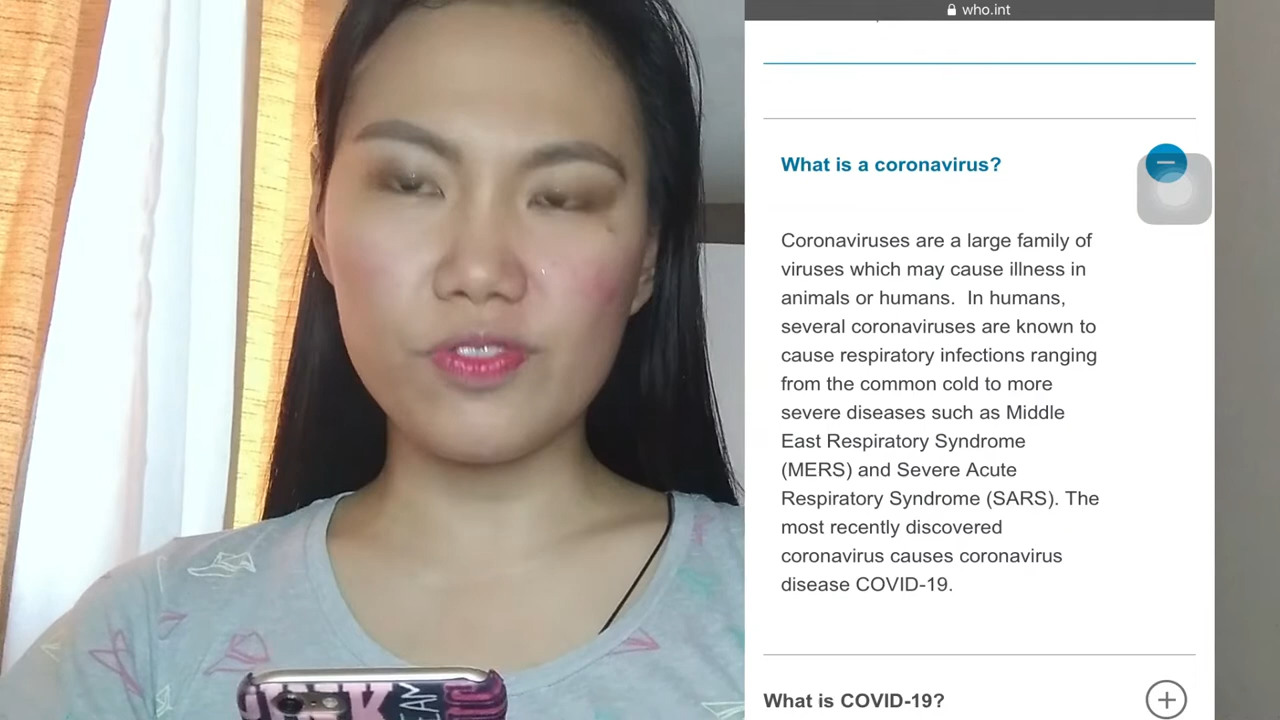 who.int
What is a coronavirus?
Coronaviruses are a large family of
viruses which may cause illness in
animals or humans.  In humans,
several coronaviruses are known to
cause respiratory infections ranging
from the common cold to more
severe diseases such as Middle
East Respiratory Syndrome
(MERS) and Severe Acute
Respiratory Syndrome (SARS). The
most recently discovered
coronavirus causes coronavirus
disease COVID-19.
What is COVID-19?